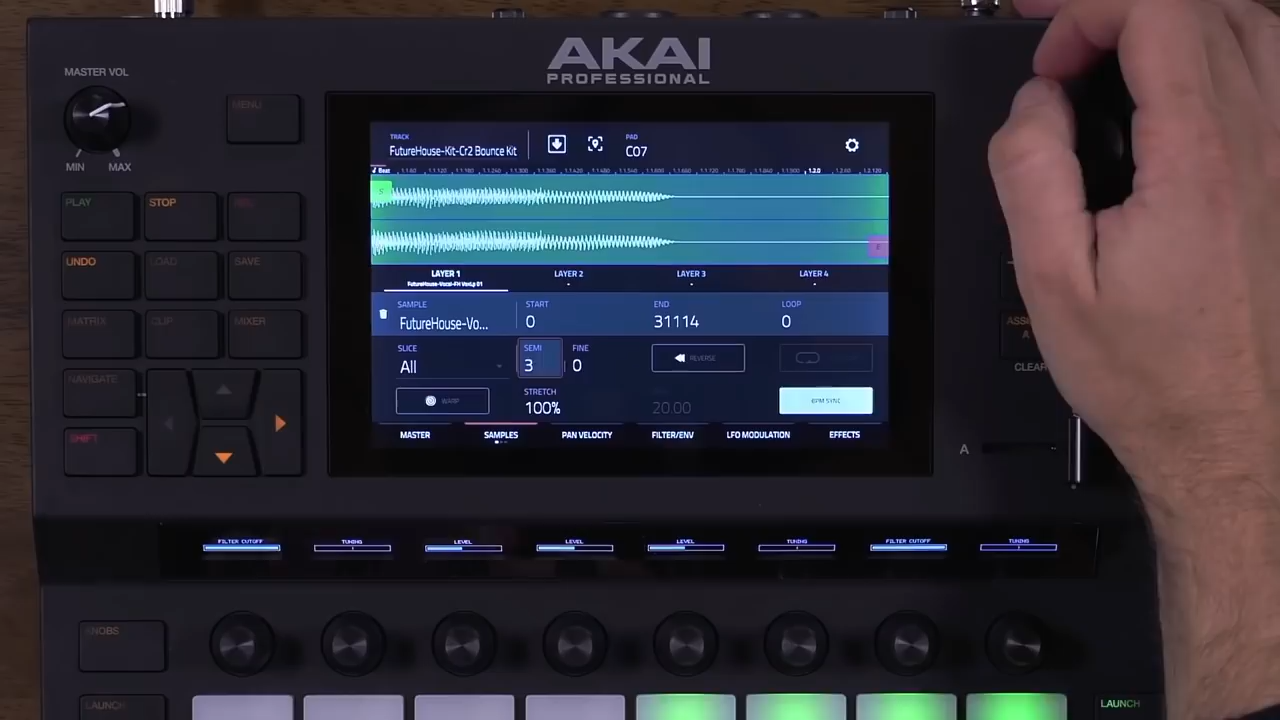 AKAI
PROFESSIONAL
MASTER VOL
MIN MAX
MENU
PLAY STOP REC
UNDO LOAD SAVE
MATRIX CLIP MIXER
NAVIGATE
SHIFT
TRACK
FutureHouse-Kit-Cr2 Bounce Kit
PAD
C07
Beat
S
E
LAYER 1 LAYER 2 LAYER 3 LAYER 4
SAMPLE START END LOOP
FutureHouse-Vo... 0 31114 0
SLICE SEMI FINE
All 3 0
REVERSE
WARP
STRETCH
100% 20.00
BPM SYNC
MASTER SAMPLES PAN VELOCITY FILTER/ENV LFO MODULATION EFFECTS
CLEAR
A
FILTER CUTOFF TUNING LEVEL LEVEL LEVEL TUNING FILTER CUTOFF TUNING
KNOBS
LAUNCH LAUNCH